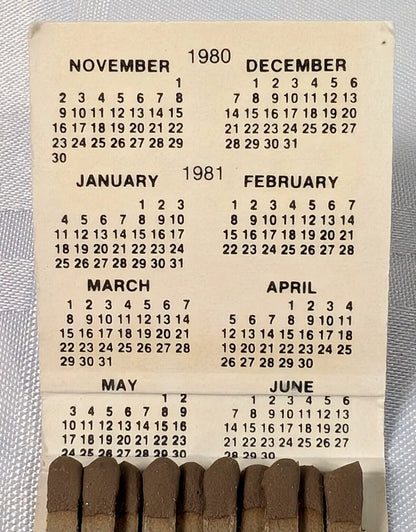 1980
NOVEMBER DECEMBER
1 1 2 3 4 5 6
2 3 4 5 6 7 8 7 8 9 10 11 12 13
9 10 11 12 13 14 15 14 15 16 17 18 19 20
16 17 18 19 20 21 22 21 22 23 24 25 26 27
23 24 25 26 27 28 29 28 29 30 31
30
1981
JANUARY FEBRUARY
1 2 3 1 2 3 4 5 6 7
4 5 6 7 8 9 10 8 9 10 11 12 13 14
11 12 13 14 15 16 17 15 16 17 18 19 20 21
18 19 20 21 22 23 24 22 23 24 25 26 27 28
25 26 27 28 29 30 31
MARCH APRIL
1 2 3 4 5 6 7 1 2 3 4
8 9 10 11 12 13 14 5 6 7 8 9 10 11
15 16 17 18 19 20 21 12 13 14 15 16 17 18
22 23 24 25 26 27 28 19 20 21 22 23 24 25
29 30 31 26 27 28 29 30
MAY JUNE
1 2 1 2 3 4 5 6
3 4 5 6 7 8 9 7 8 9 10 11 12 13
10 11 12 13 14 15 16 14 15 16 17 18 19 20
17 18 19 20 21 22 23 21 22 23 24 25 26 27
24 25 26 27 28 29 30 28 29 30